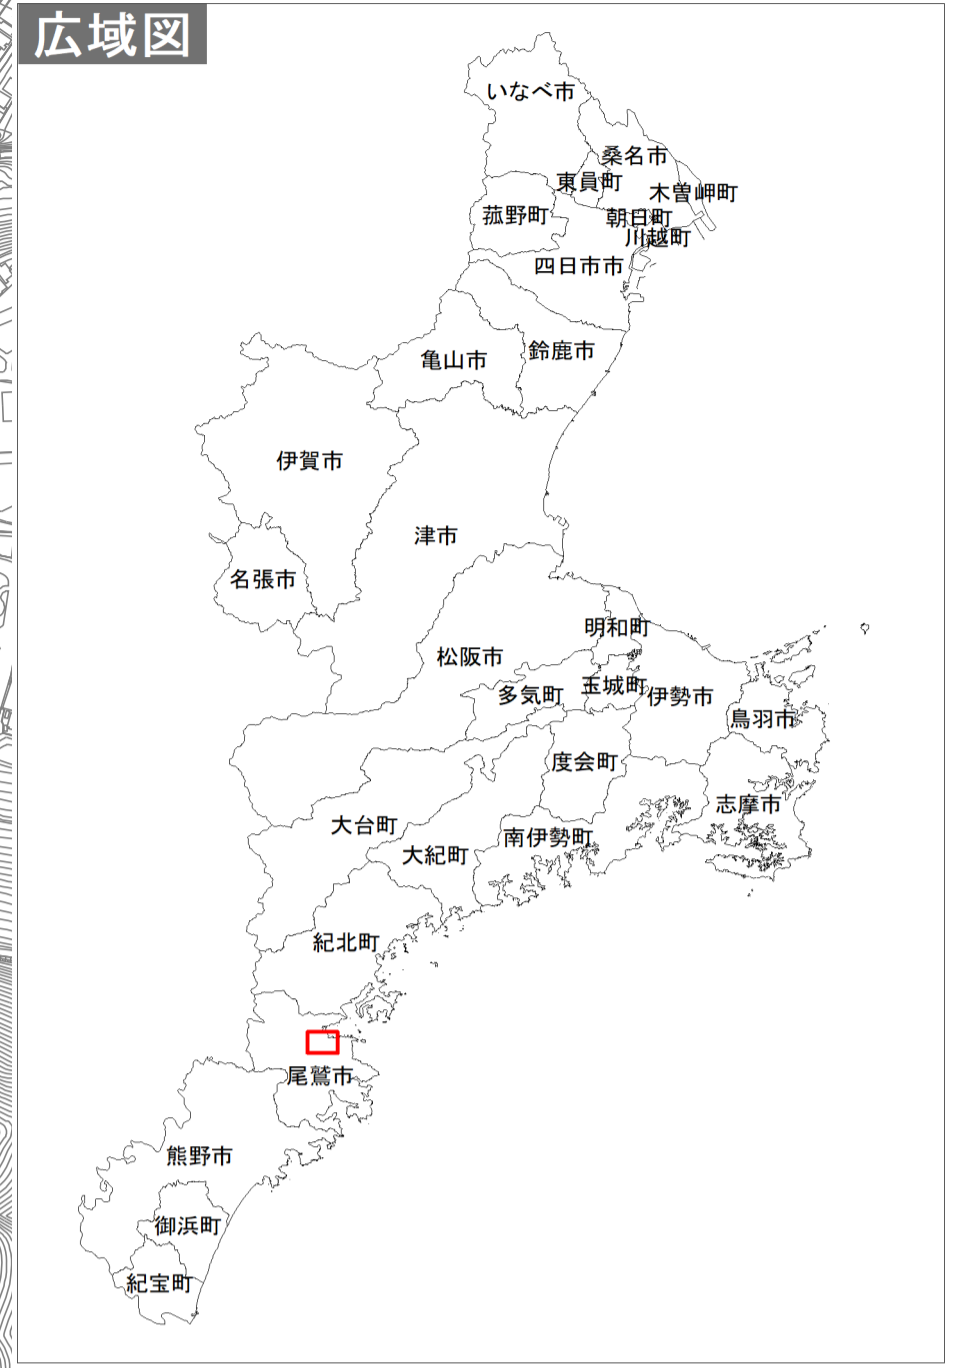 広域図
いなべ市
桑名市
東員町
木曽岬町
菰野町
朝日町
川越町
四日市市
鈴鹿市
亀山市
伊賀市
津市
名張市
明和町
松阪市
玉城町
多気町
伊勢市
鳥羽市
度会町
志摩市
大台町
南伊勢町
大紀町
紀北町
尾鷲市
熊野市
御浜町
紀宝町